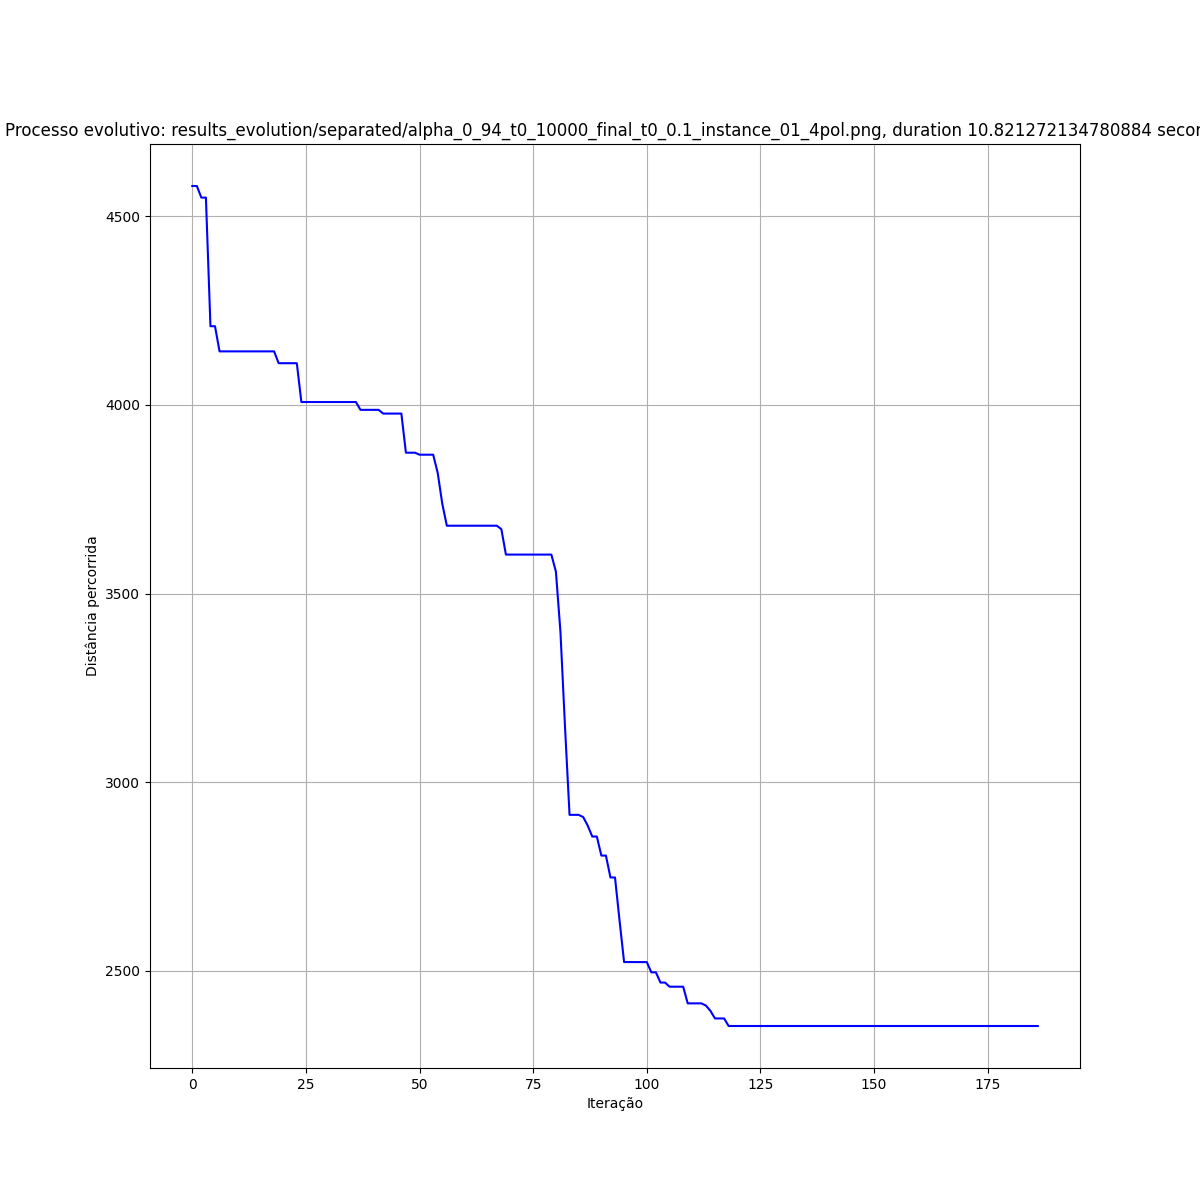 Processo evolutivo: results_evolution/separated/alpha_0_94_t0_10000_final_t0_0.1_instance_01_4pol.png, duration 10.821272134780884
4500
4000
3500
3000
2500
Distância percorrida
0 25 50 75 100 125 150 175
Iteração